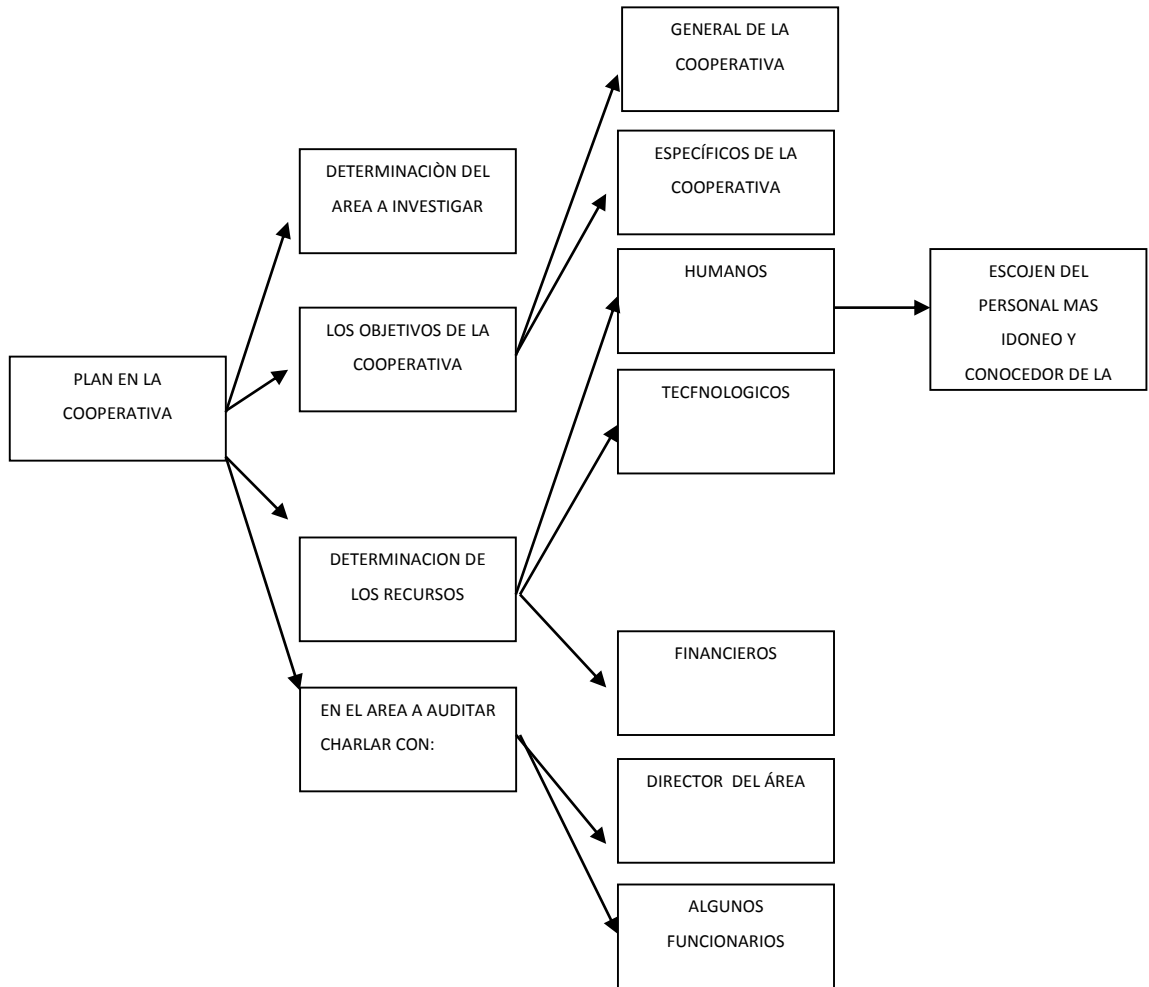 GENERAL DE LA
COOPERATIVA
ESPECÍFICOS DE LA
COOPERATIVA
DETERMINACIÒN DEL
AREA A INVESTIGAR
HUMANOS
ESCOJEN DEL
PERSONAL MAS
IDONEO Y
CONOCEDOR DE LA
LOS OBJETIVOS DE LA
COOPERATIVA
PLAN EN LA
COOPERATIVA
TECFNOLOGICOS
DETERMINACION DE
LOS RECURSOS
FINANCIEROS
EN EL AREA A AUDITAR
CHARLAR CON:
DIRECTOR DEL ÁREA
ALGUNOS
FUNCIONARIOS